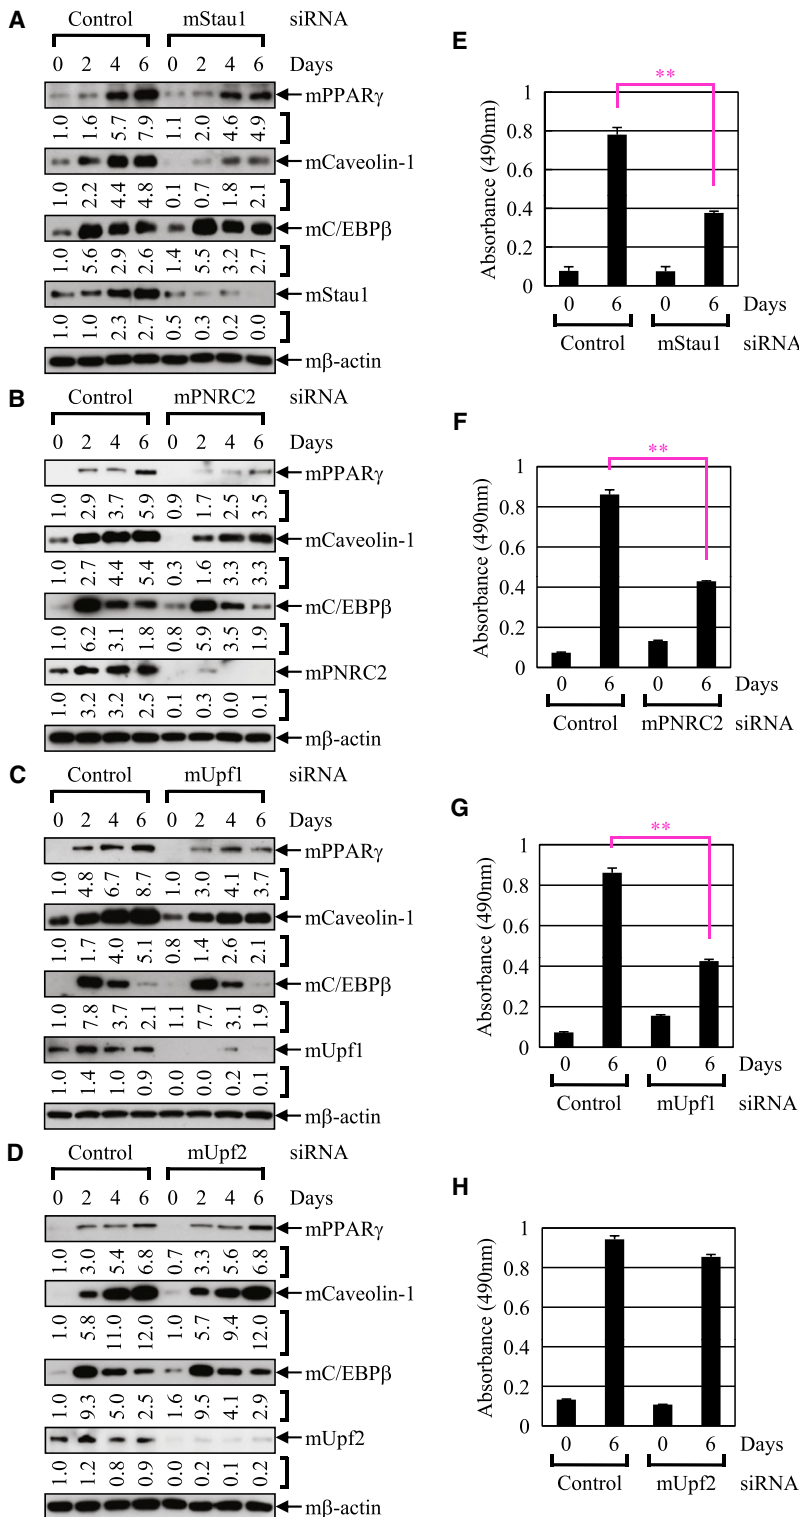 A
Control mStau1 siRNA
0 2 4 6 0 2 4 6 Days
mPPARγ
1.0 1.6 5.7 7.9 1.1 2.0 4.6 4.9
mCaveolin-1
1.0 2.2 4.4 4.8 0.1 0.7 1.8 2.1
mC/EBPβ
1.0 5.6 2.9 2.6 1.4 5.5 3.2 2.7
mStau1
1.0 1.0 2.3 2.7 0.5 0.3 0.2 0.0
mβ-actin
B
Control mPNRC2 siRNA
0 2 4 6 0 2 4 6 Days
mPPARγ
1.0 2.9 3.7 5.9 0.9 1.7 2.5 3.5
mCaveolin-1
1.0 2.7 4.4 5.4 0.3 1.6 3.3 3.3
mC/EBPβ
1.0 6.2 3.1 1.8 0.8 5.9 3.5 1.9
mPNRC2
1.0 3.2 3.2 2.5 0.1 0.3 0.0 0.1
mβ-actin
C
Control mUpf1 siRNA
0 2 4 6 0 2 4 6 Days
mPPARγ
1.0 4.8 6.7 8.7 1.0 3.0 4.1 3.7
mCaveolin-1
1.0 1.7 4.0 5.1 0.8 1.4 2.6 2.1
mC/EBPβ
1.0 7.8 3.7 2.1 1.1 7.7 3.1 1.9
mUpf1
1.0 1.4 1.0 0.9 0.0 0.0 0.2 0.1
mβ-actin
D
Control mUpf2 siRNA
0 2 4 6 0 2 4 6 Days
mPPARγ
1.0 3.0 5.4 6.8 0.7 3.3 5.6 6.8
mCaveolin-1
1.0 5.8 11.0 12.0 1.0 5.7 9.4 12.0
mC/EBPβ
1.0 9.3 5.0 2.5 1.6 9.5 4.1 2.9
mUpf2
1.0 1.2 0.8 0.9 0.0 0.2 0.1 0.2
mβ-actin
E
**
Absorbance (490nm)
1
0.8
0.6
0.4
0.2
0
0 6 0 6 Days
Control mStau1 siRNA
F
**
Absorbance (490nm)
1
0.8
0.6
0.4
0.2
0
0 6 0 6 Days
Control mPNRC2 siRNA
G
**
Absorbance (490nm)
1
0.8
0.6
0.4
0.2
0
0 6 0 6 Days
Control mUpf1 siRNA
H
Absorbance (490nm)
1
0.8
0.6
0.4
0.2
0
0 6 0 6 Days
Control mUpf2 siRNA